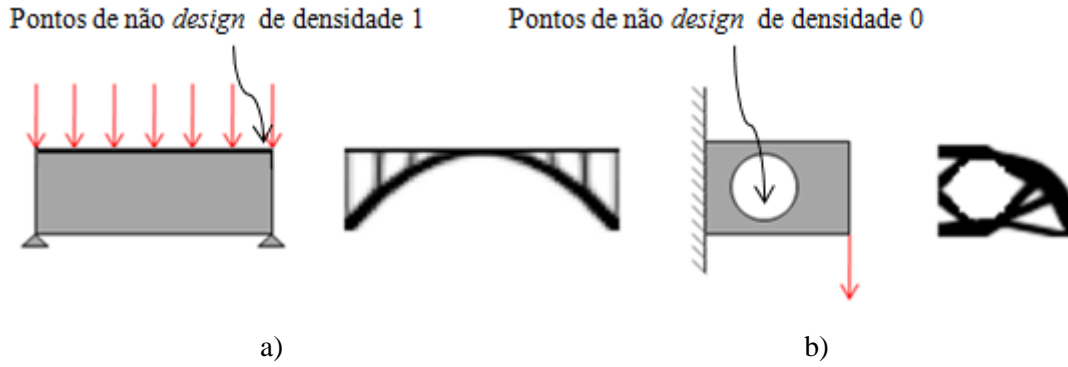 Pontos de não design de densidade 1
Pontos de não design de densidade 0
a)
b)